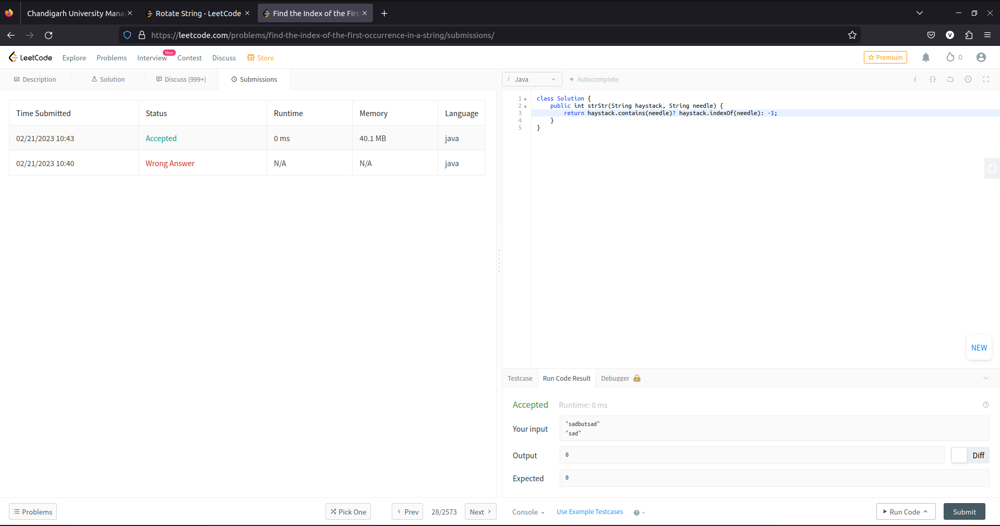 Chandigarh University Mana
Rotate String - LeetCode
Find the Index of the Firs
https://leetcode.com/problems/find-the-index-of-the-first-occurrence-in-a-string/submissions/
V
LeetCode Explore Problems Interview New Contest Discuss Store
Premium 0
Description Solution Discuss (999+) Submissions
i Java Autocomplete i {}
Time Submitted Status Runtime Memory Language
02/21/2023 10:43 Accepted 0 ms 40.1 MB java
02/21/2023 10:40 Wrong Answer N/A N/A java
1 class Solution {
2 public int strStr(String haystack, String needle) {
3 return haystack.contains(needle)? haystack.indexOf(needle): -1;
4 }
5 }
NEW
Testcase Run Code Result Debugger
Accepted Runtime: 0 ms ?
Your input
"sadbutsad"
"sad"
Output 0 Diff
Expected 0
Problems Pick One Prev 28/2573 Next Console Use Example Testcases ? Run Code Submit